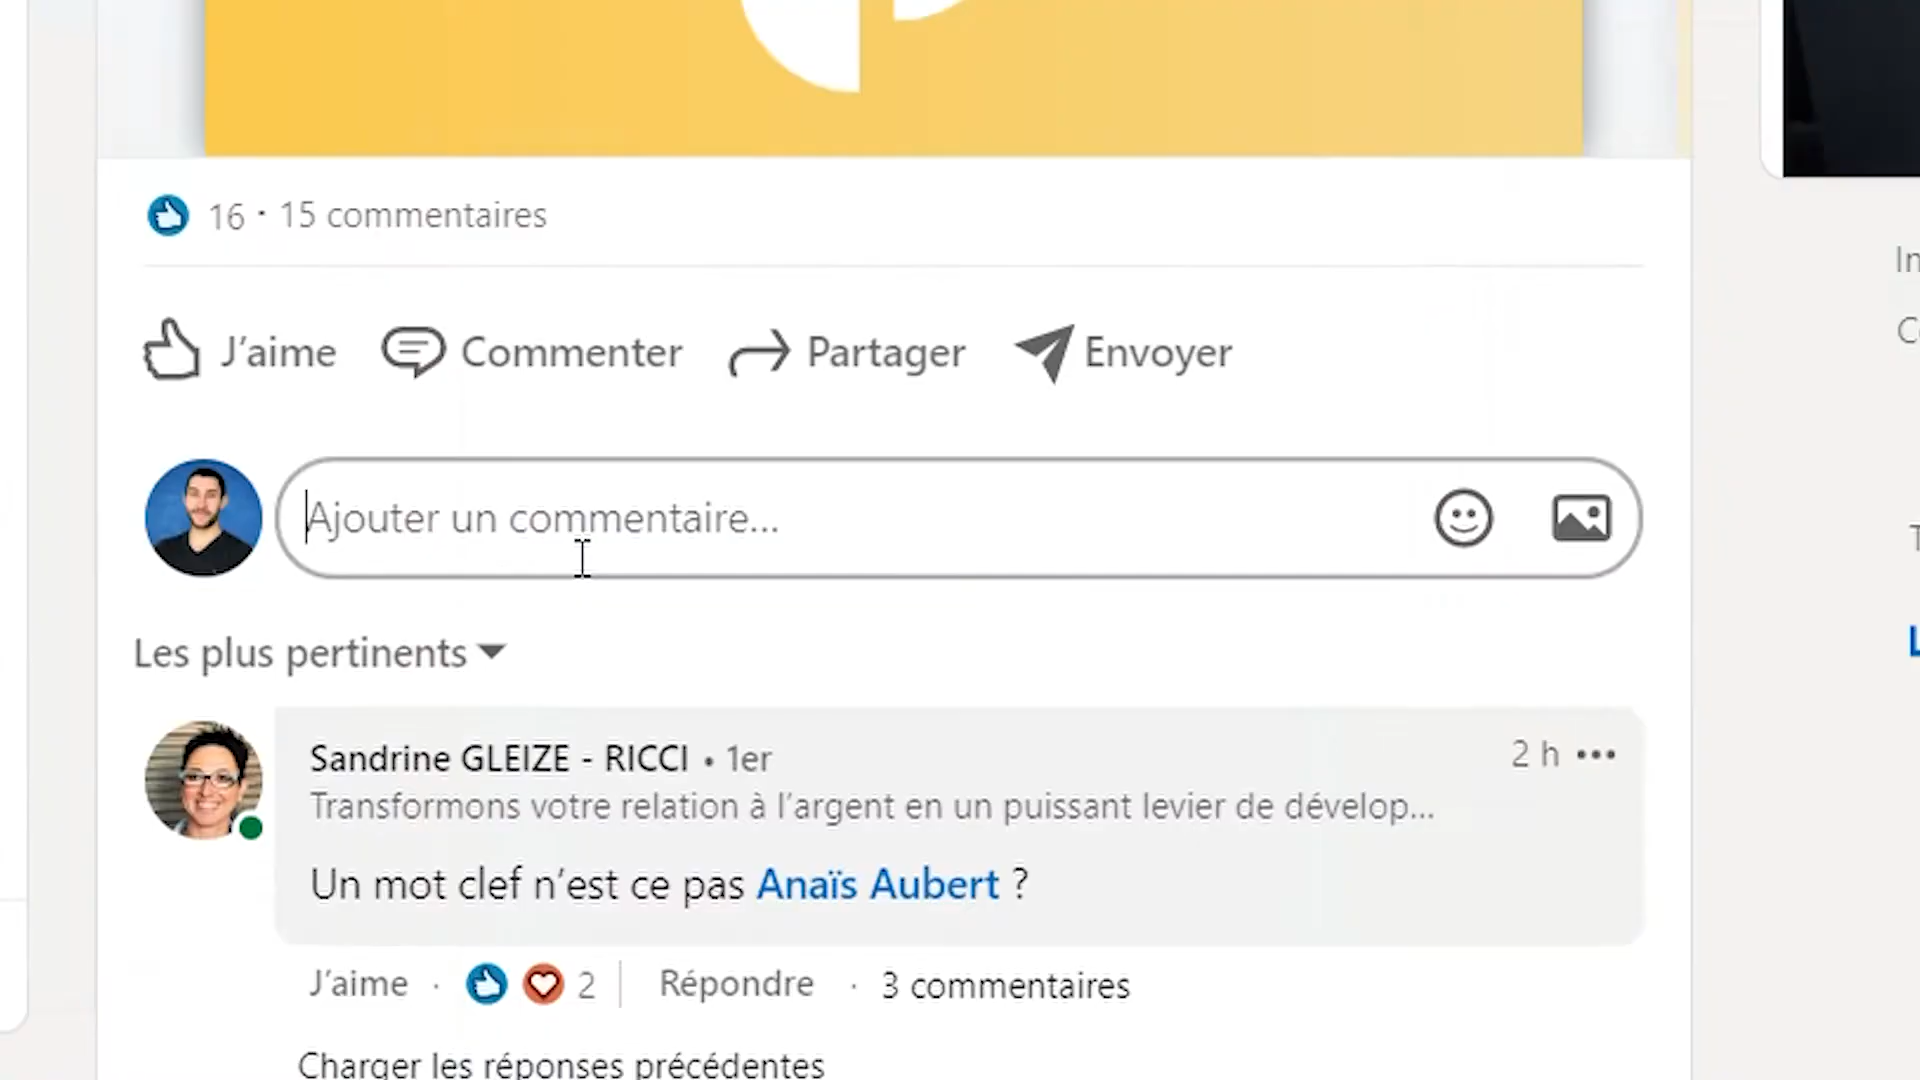 16 · 15 commentaires
J’aime Commenter Partager Envoyer
Ajouter un commentaire...
Les plus pertinents
Sandrine GLEIZE - RICCI • 1er 2 h
Transformons votre relation à l’argent en un puissant levier de dévelop...
Un mot clef n’est ce pas Anaïs Aubert ?
J’aime · 2 Répondre · 3 commentaires
Charger les réponses précédentes